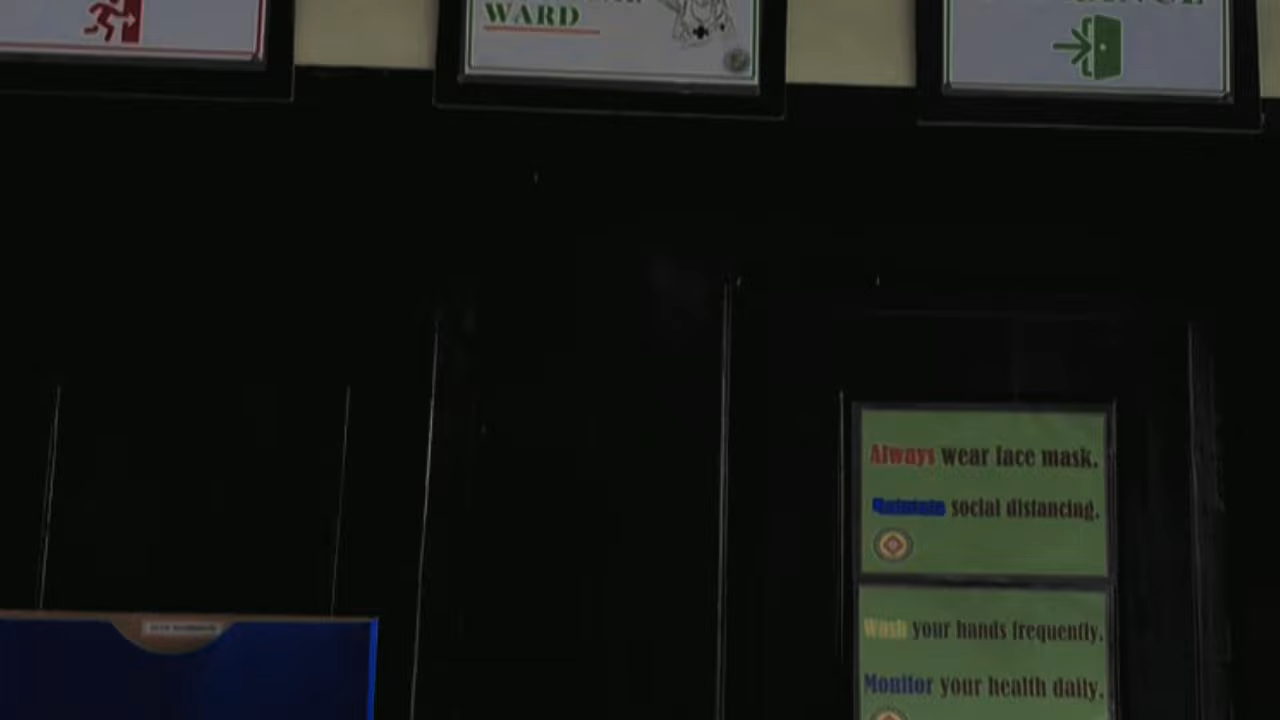 WARD
Always wear face mask.
Maintain social distancing.
Wash your hands frequently.
Monitor your health daily.